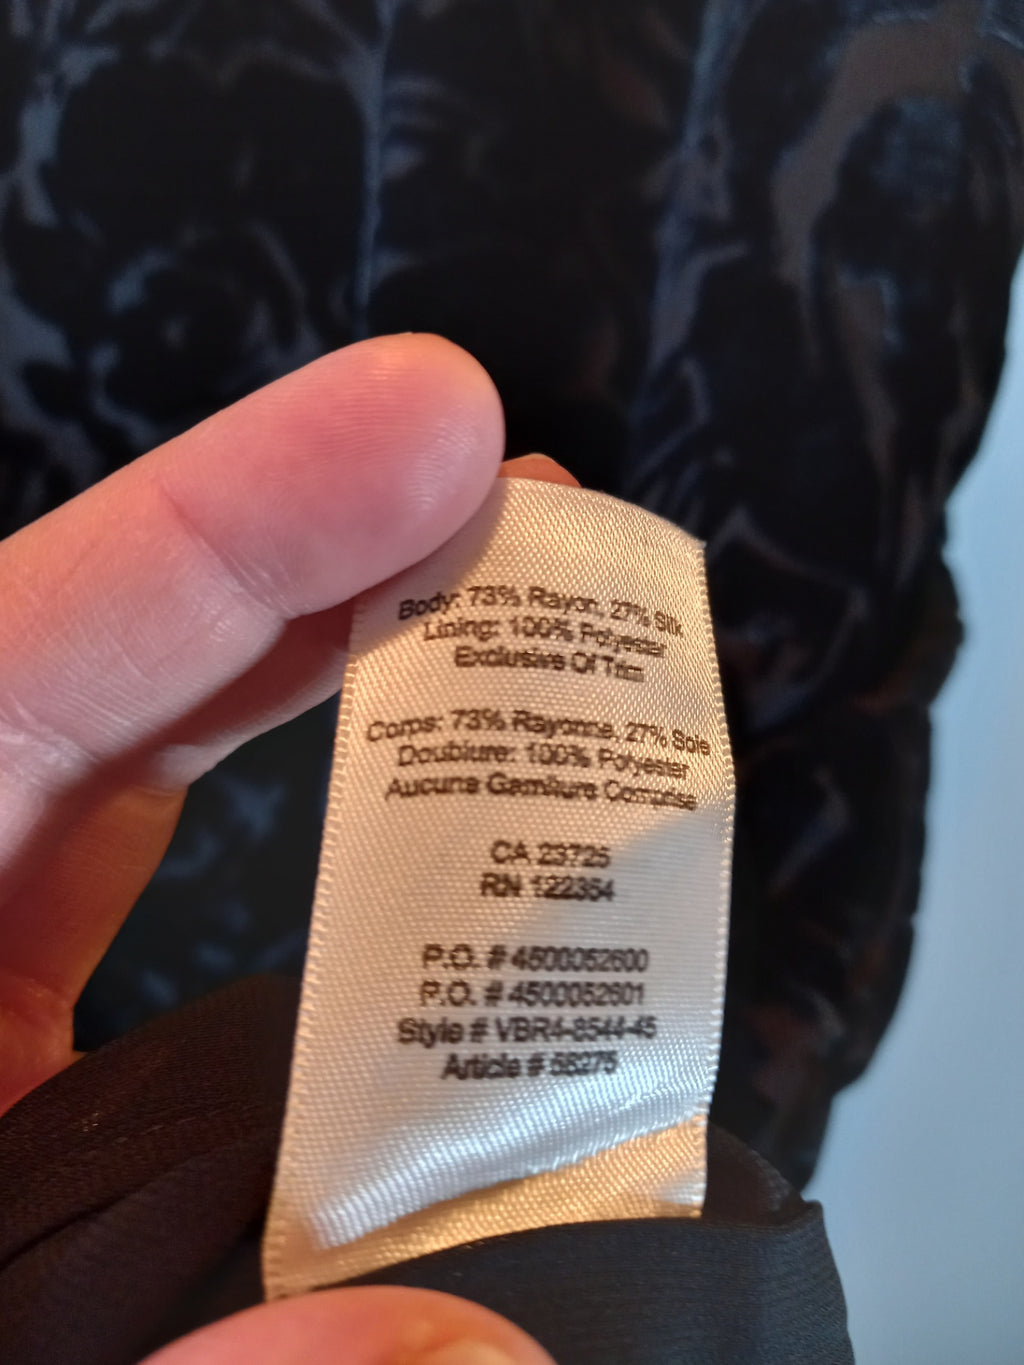 Body: 73% Rayon, 27% Silk
Lining: 100% Polyester
Exclusive Of Trim
Corps: 73% Rayonne, 27% Soie
Doublure: 100% Polyester
Aucune Garniture Comprise
CA 23725
RN 122354
P.O. # 4500052600
P.O. # 4500052601
Style # VBR4-8544-45
Article # 58275